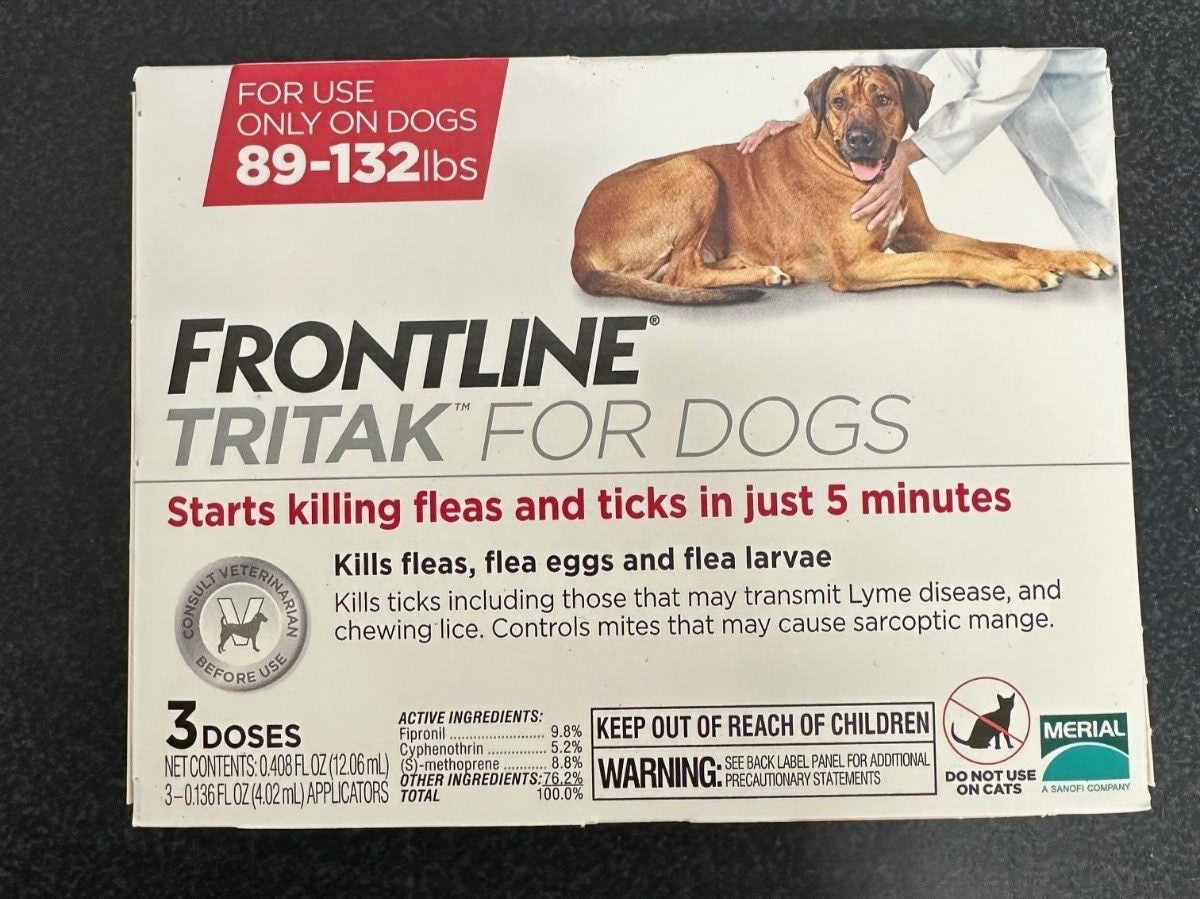 FOR USE
ONLY ON DOGS
89-132lbs
FRONTLINE®
TRITAK™ FOR DOGS
Starts killing fleas and ticks in just 5 minutes
CONSULT VETERINARIAN
V
BEFORE USE
Kills fleas, flea eggs and flea larvae
Kills ticks including those that may transmit Lyme disease, and
chewing lice. Controls mites that may cause sarcoptic mange.
3 DOSES
NET CONTENTS: 0.408 FL OZ (12.06 mL)
3–0.136 FL OZ (4.02 mL) APPLICATORS
ACTIVE INGREDIENTS:
Fipronil ........................ 9.8%
Cyphenothrin ............... 5.2%
(S)-methoprene ........... 8.8%
OTHER INGREDIENTS: 76.2%
TOTAL 100.0%
KEEP OUT OF REACH OF CHILDREN
WARNING: SEE BACK LABEL PANEL FOR ADDITIONAL
PRECAUTIONARY STATEMENTS
DO NOT USE
ON CATS
MERIAL
A SANOFI COMPANY